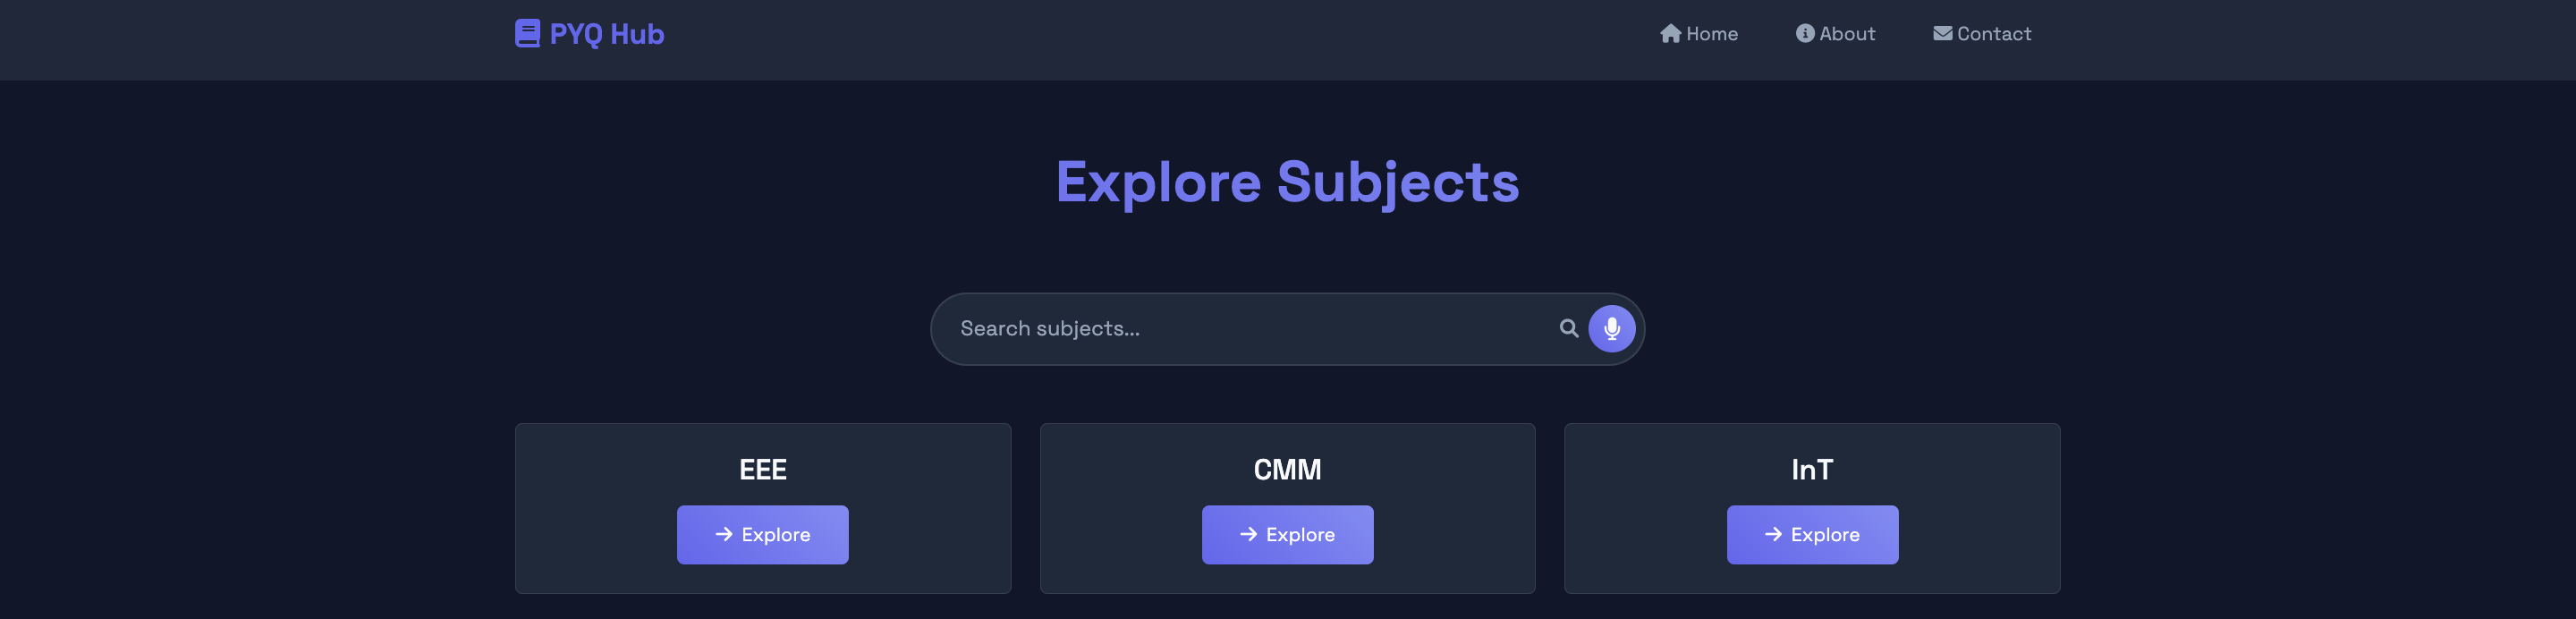 PYQ Hub
Home
About
Contact
Explore Subjects
Search subjects...
EEE
CMM
InT
Explore
Explore
Explore